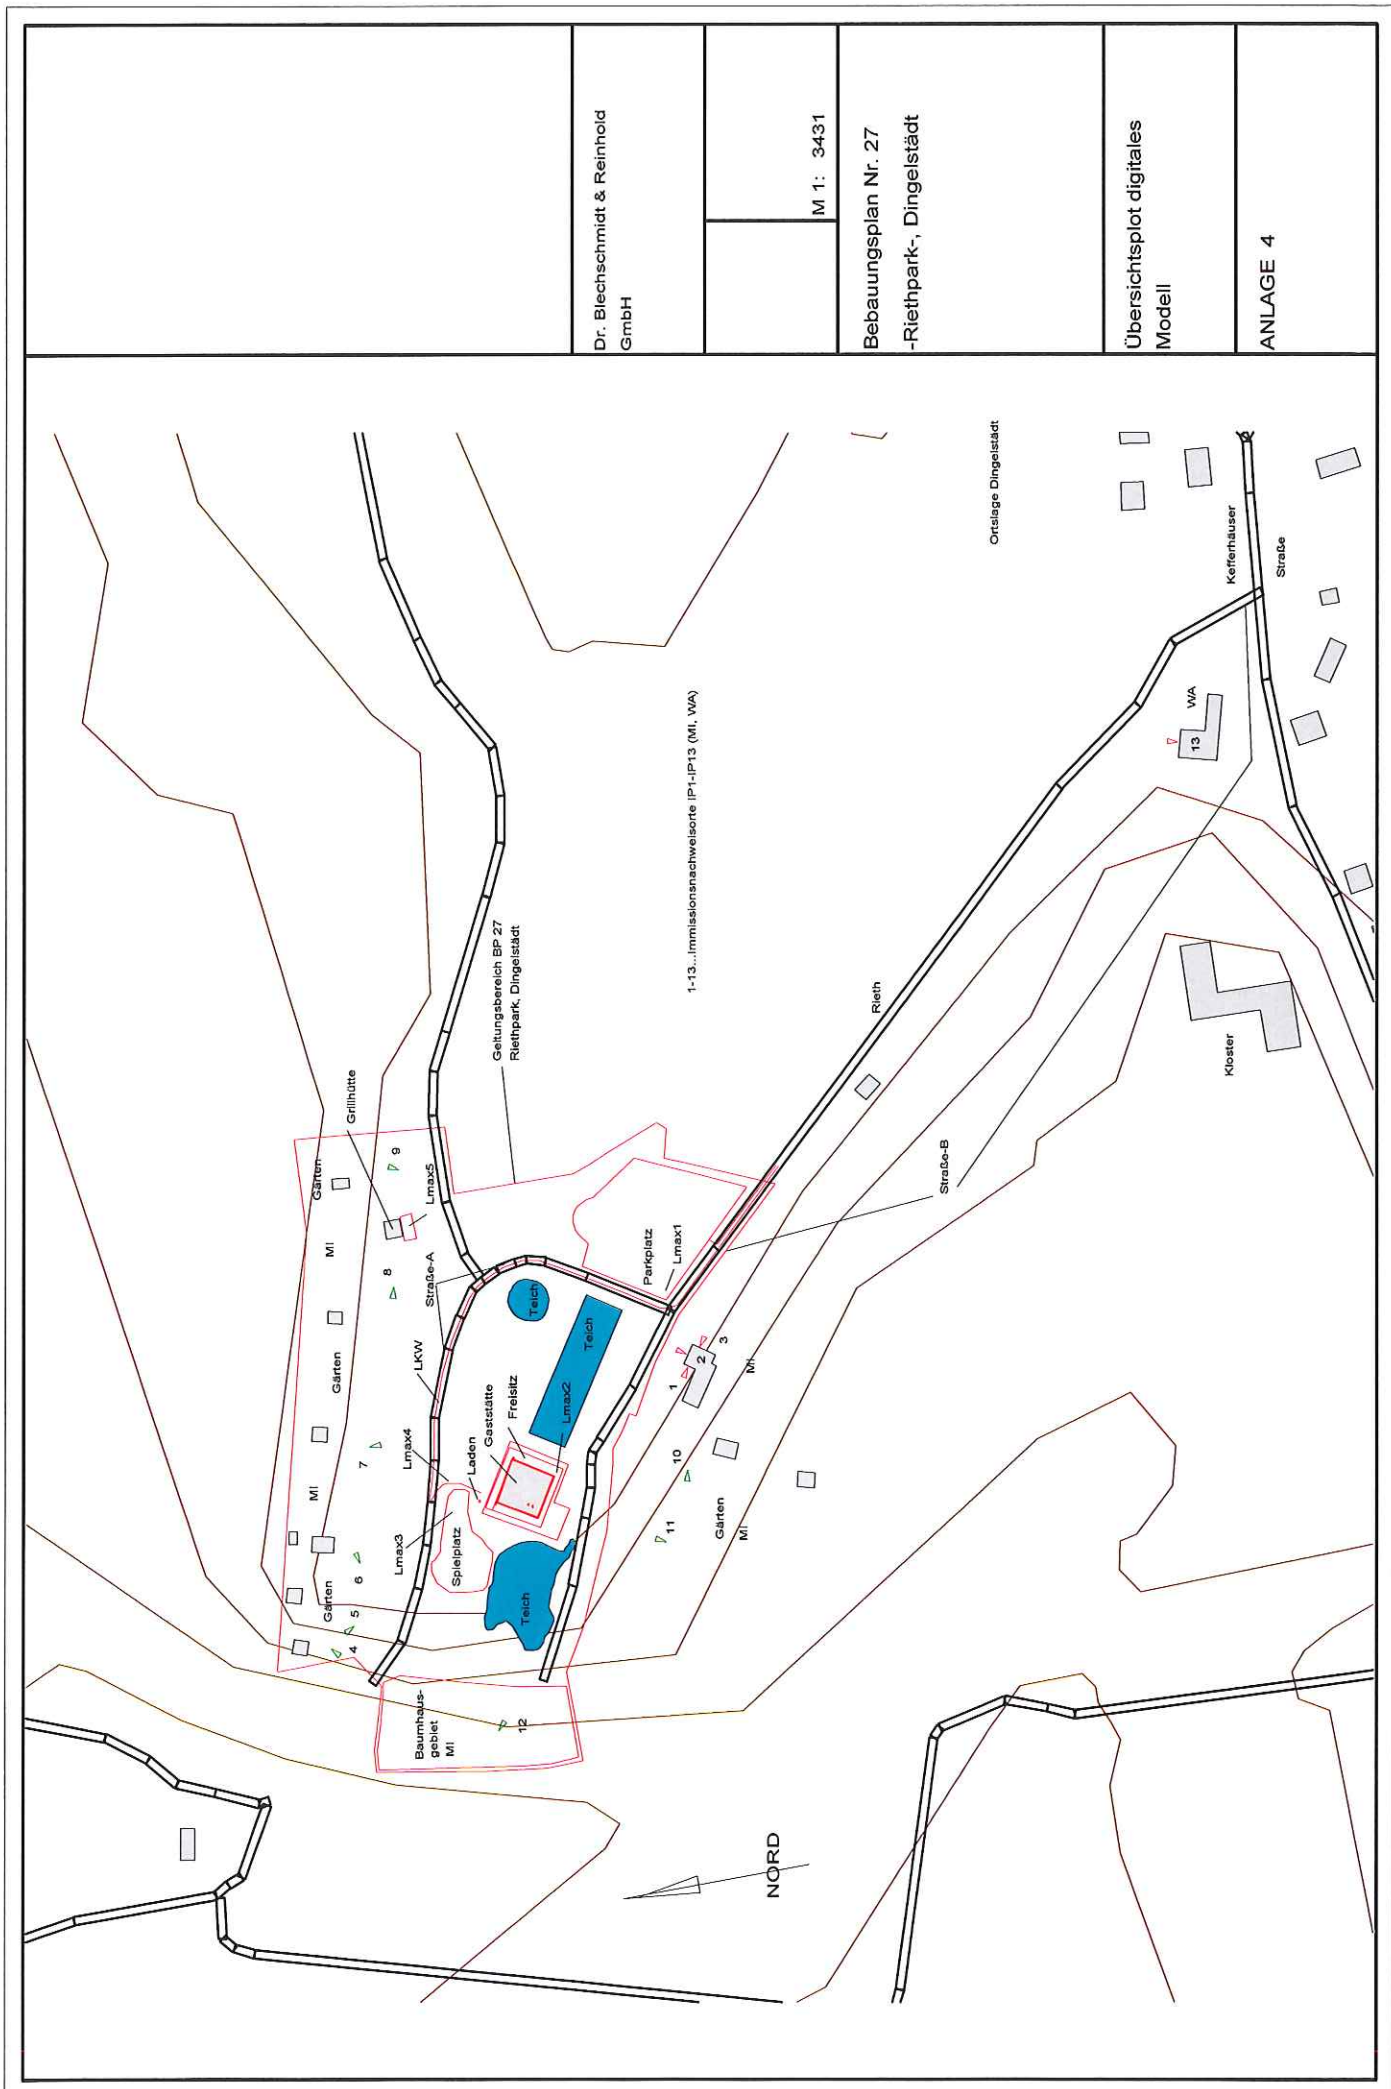 Dr. Blechschmidt & Reinhold
GmbH
M 1: 3431
Bebauungsplan Nr. 27
-Riethpark-, Dingelstädt
Übersichtsplot digitales
Modell
ANLAGE 4
Ortslage Dingelstädt
Kefferhäuser
Straße
WA
13
1-13...Immissionsnachweisorte IP1-IP13 (MI, WA)
Geltungsbereich BP 27
Riethpark, Dingelstädt
Rieth
Kloster
Straße-B
Grillhütte
Gärten
9
Lmax5
MI
8
Straße-A
Parkplatz
Lmax1
Teich
Teich
LKW
Gärten
3
2
1
MI
Gaststätte
Freisitz
Lmax2
Lmax4
Laden
7
MI
10
Gärten
MI
11
Lmax3
Spielplatz
6
Gärten
5
4
Teich
Baumhaus-
gebiet
MI
12
NORD